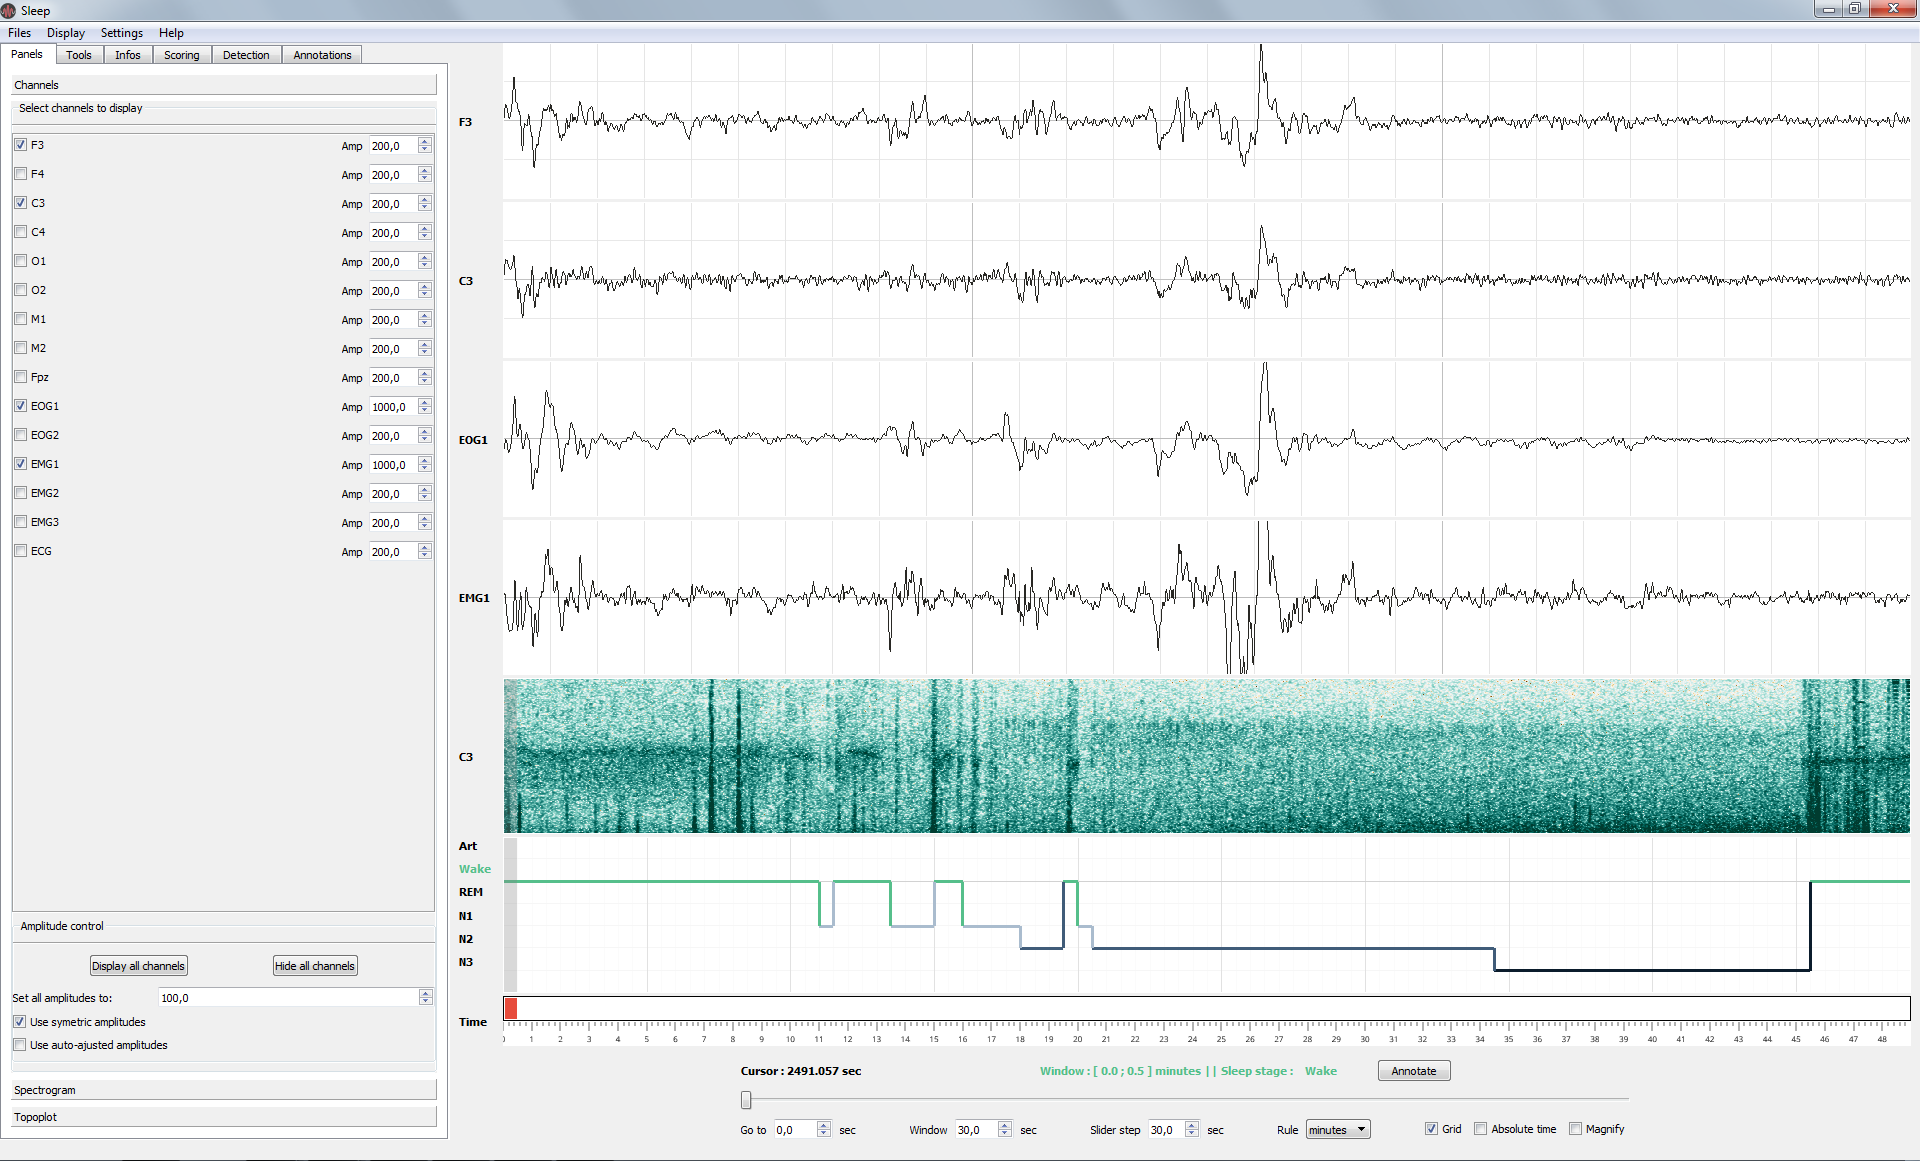 Sleep
Files Display Settings Help
Panels Tools Infos Scoring Detection Annotations
Channels
Select channels to display
F3 Amp 200,0
F4 Amp 200,0
C3 Amp 200,0
C4 Amp 200,0
O1 Amp 200,0
O2 Amp 200,0
M1 Amp 200,0
M2 Amp 200,0
Fpz Amp 200,0
EOG1 Amp 1000,0
EOG2 Amp 200,0
EMG1 Amp 1000,0
EMG2 Amp 200,0
EMG3 Amp 200,0
ECG Amp 200,0
Amplitude control
Display all channels Hide all channels
Set all amplitudes to: 100,0
Use symetric amplitudes
Use auto-ajusted amplitudes
Spectrogram
Topoplot
F3
C3
EOG1
EMG1
C3
Art
Wake
REM
N1
N2
N3
Time
1 2 3 4 5 6 7 8 9 10 11 12 13 14 15 16 17 18 19 20 21 22 23 24 25 26 27 28 29 30 31 32 33 34 35 36 37 38 39 40 41 42 43 44 45 46 47 48
Cursor : 2491.057 sec Window : [ 0.0 ; 0.5 ] minutes || Sleep stage : Wake Annotate
Go to 0,0 sec Window 30,0 sec Slider step 30,0 sec Rule minutes Grid Absolute time Magnify